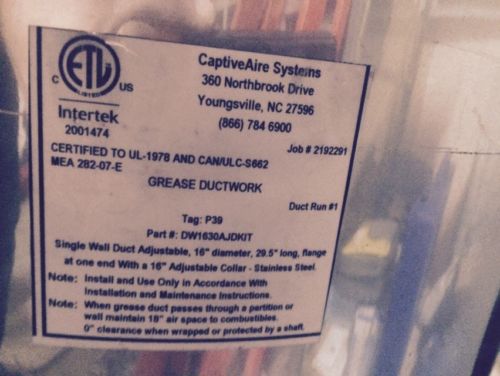 CaptiveAire Systems
360 Northbrook Drive
Youngsville, NC 27596
(866) 784 6900
C ETL US
LISTED
Intertek
2001474
Job # 2192291
CERTIFIED TO UL-1978 AND CAN/ULC-S662
MEA 282-07-E
GREASE DUCTWORK
Duct Run #1
Tag: P39
Part #: DW1630AJDKIT
Single Wall Duct Adjustable, 16" diameter, 29.5" long, flange
at one end With a 16" Adjustable Collar - Stainless Steel.
Note: Install and Use Only in Accordance With
Installation and Maintenance Instructions.
Note: When grease duct passes through a partition or
wall maintain 18" air space to combustibles.
0" clearance when wrapped or protected by a shaft.